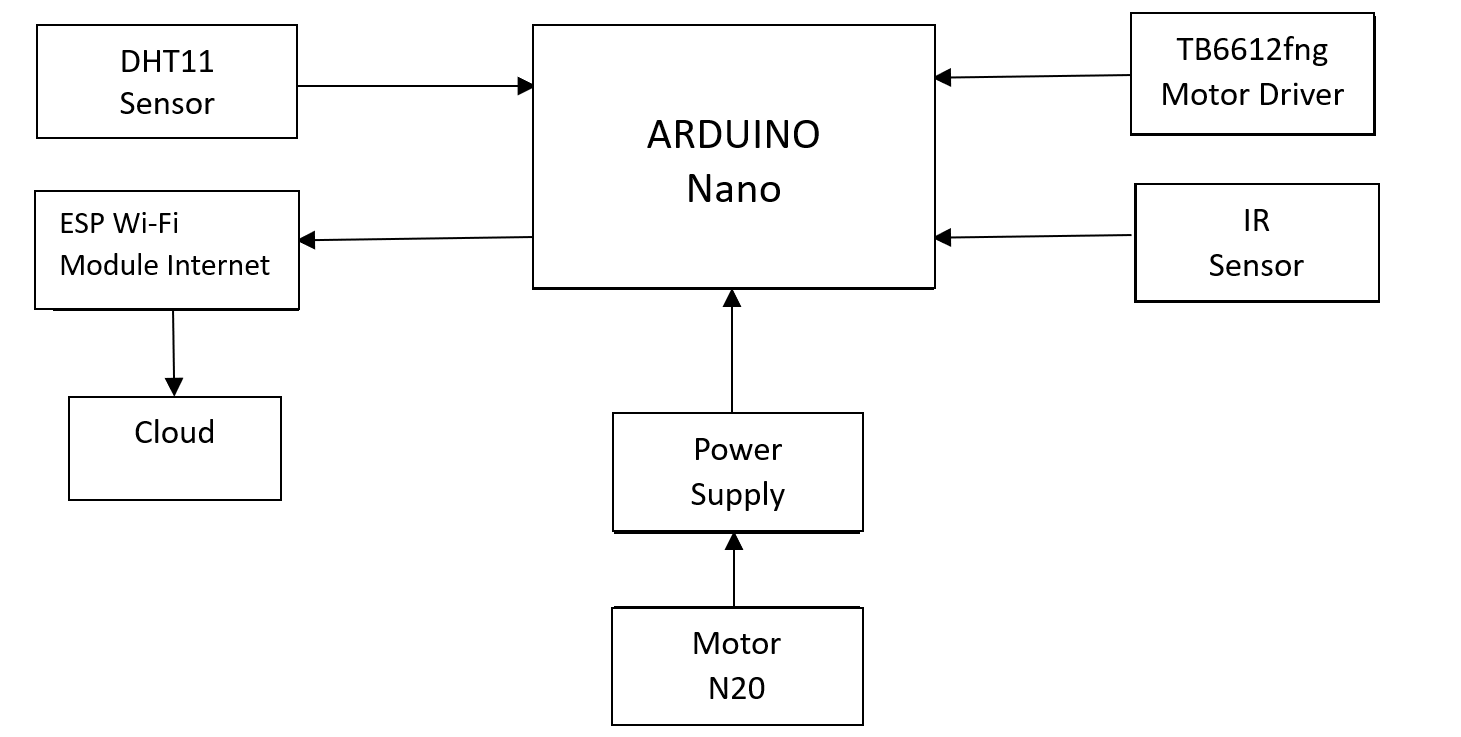 DHT11
Sensor
ARDUINO
Nano
TB6612fng
Motor Driver
ESP Wi-Fi
Module Internet
IR
Sensor
Cloud
Power
Supply
Motor
N20